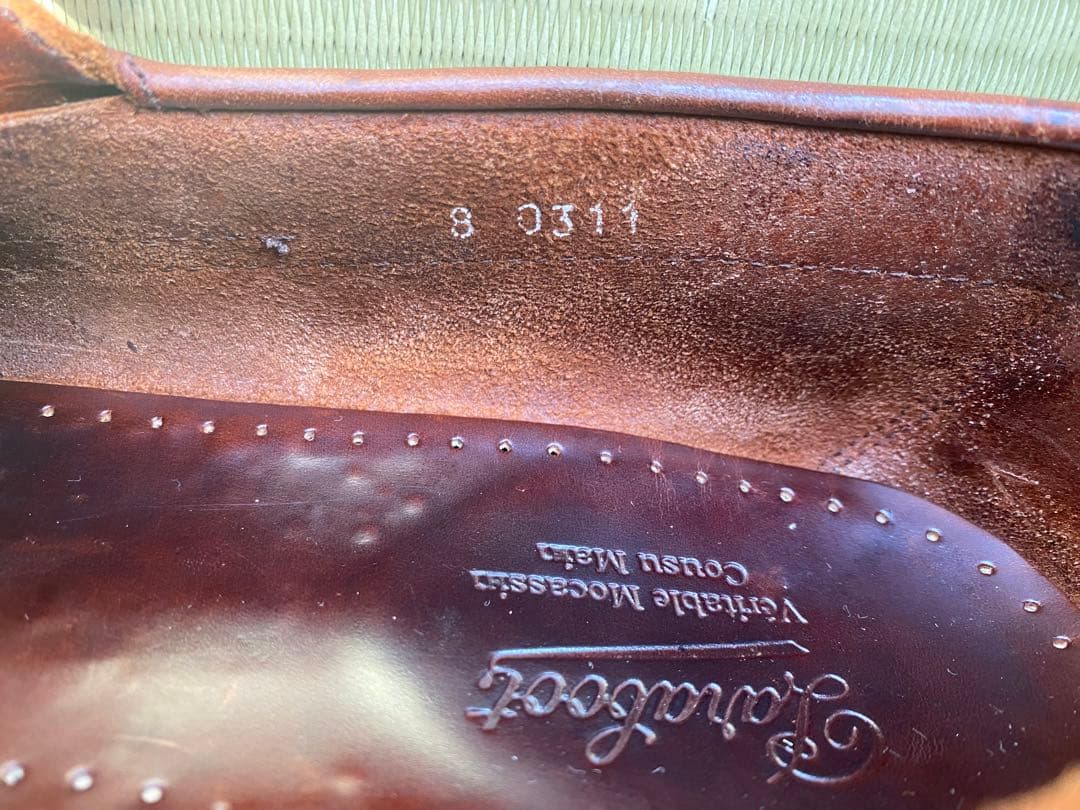 8 0311
Paraboot
Véritable Mocassin
Cousu Main